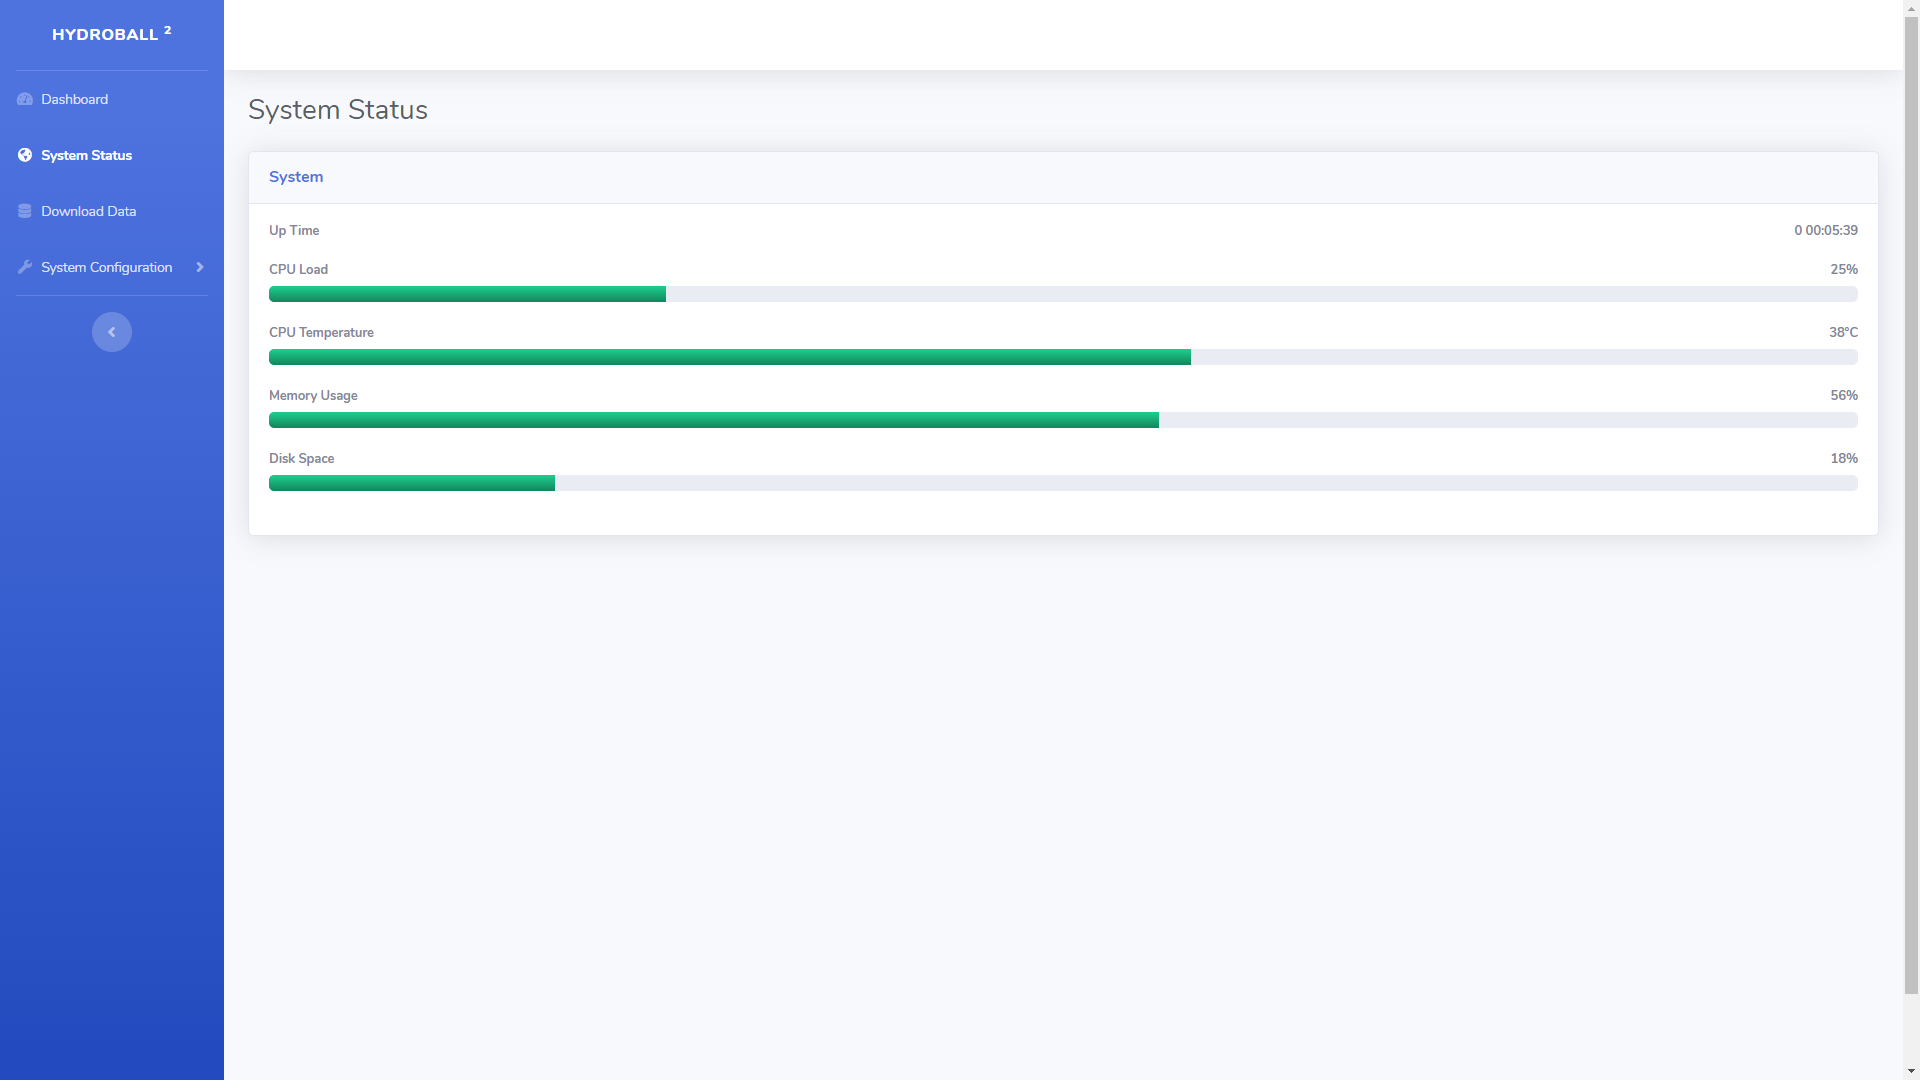 HYDROBALL 2
Dashboard
System Status
Download Data
System Configuration
System Status
System
Up Time 0 00:05:39
CPU Load 25%
CPU Temperature 38°C
Memory Usage 56%
Disk Space 18%